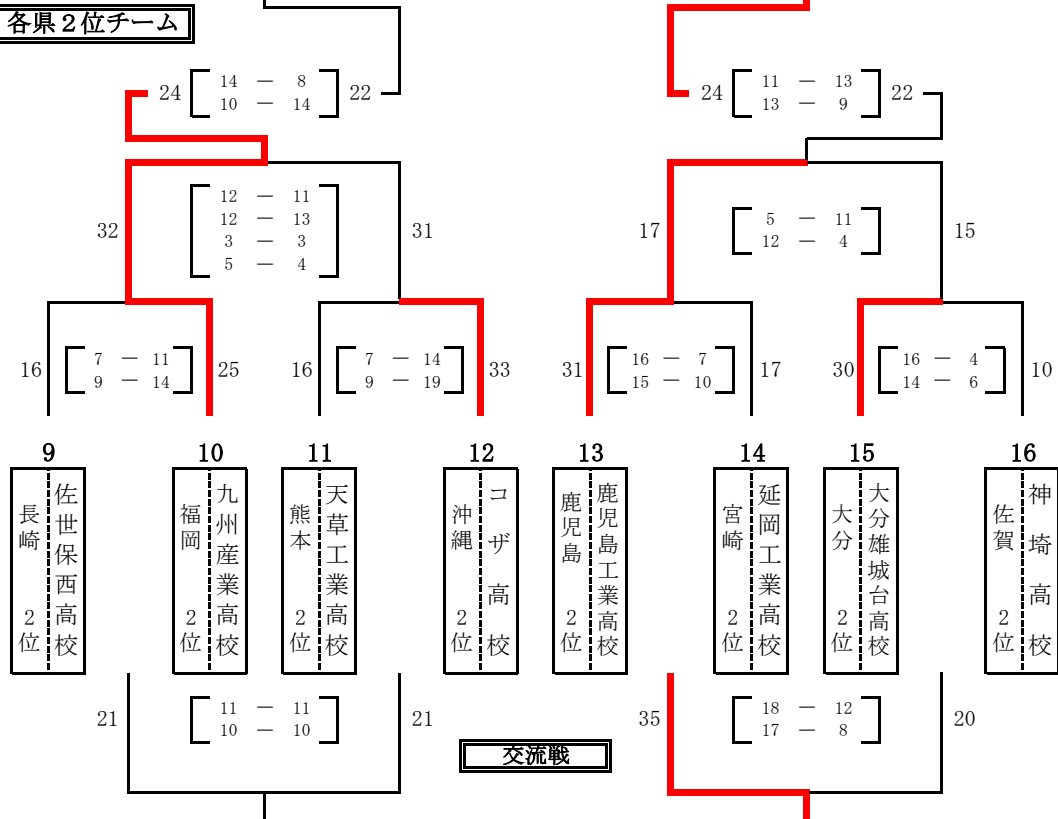 各県２位チーム
24 14 － 8 22
10 － 14
24 11 － 13 22
13 － 9
32 12 － 11 31
12 － 13
3 － 3
5 － 4
17 5 － 11 15
12 － 4
16 7 － 11 25
9 － 14
16 7 － 14 33
9 － 19
31 16 － 7 17
15 － 10
30 16 － 4 10
14 － 6
9 10 11 12 13 14 15 16
長崎 2位
佐世保西高校
福岡 2位
九州産業高校
熊本 2位
天草工業高校
沖縄 2位
コザ高校
鹿児島 2位
鹿児島工業高校
宮崎 2位
延岡工業高校
大分 2位
大分雄城台高校
佐賀 2位
神埼高校
21 11 － 11 21
10 － 10
35 18 － 12 20
17 － 8
交流戦